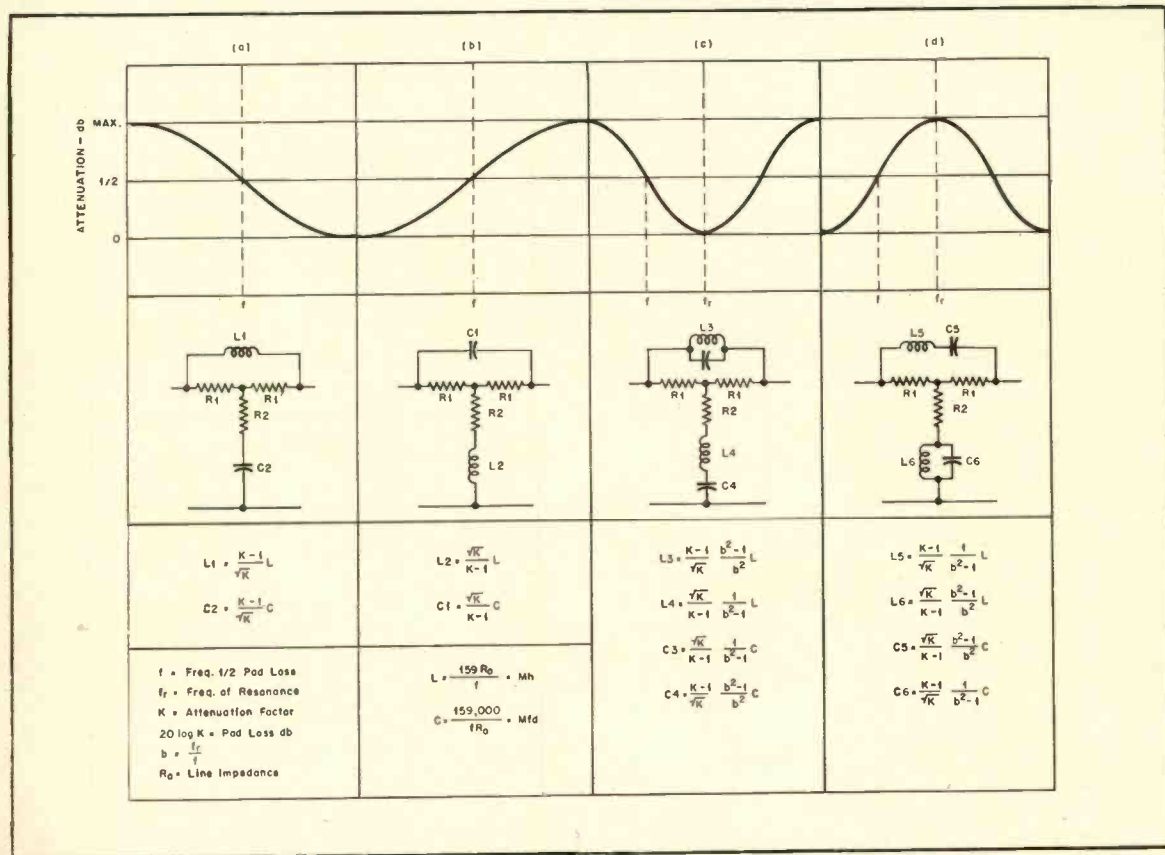 (a) (b) (c) (d)
ATTENUATION - db
MAX.
1/2
0
f f f fr f fr
L1
R1 R1
R2
C2
C1
R1 R1
R2
L2
L3
R1 R1
R2
L4
C4
L5 C5
R1 R1
R2
L6 C6
L1 = K-1/√K L
C2 = K-1/√K C
L2 = √K/K-1 L
C1 = √K/K-1 C
L3 = K-1/√K b²-1/b² L
L4 = √K/K-1 1/b²-1 L
C3 = √K/K-1 1/b²-1 C
C4 = K-1/√K b²-1/b² C
L5 = K-1/√K 1/b²-1 L
L6 = √K/K-1 b²-1/b² L
C5 = √K/K-1 b²-1/b² C
C6 = K-1/√K 1/b²-1 C
f = Freq. 1/2 Pad Loss
fr = Freq. of Resonance
K = Attenuation Factor
20 log K = Pad Loss db
b = fr/f
R₀ = Line Impedance
L = 159 R₀/f = Mh
C = 159,000/fR₀ = Mfd